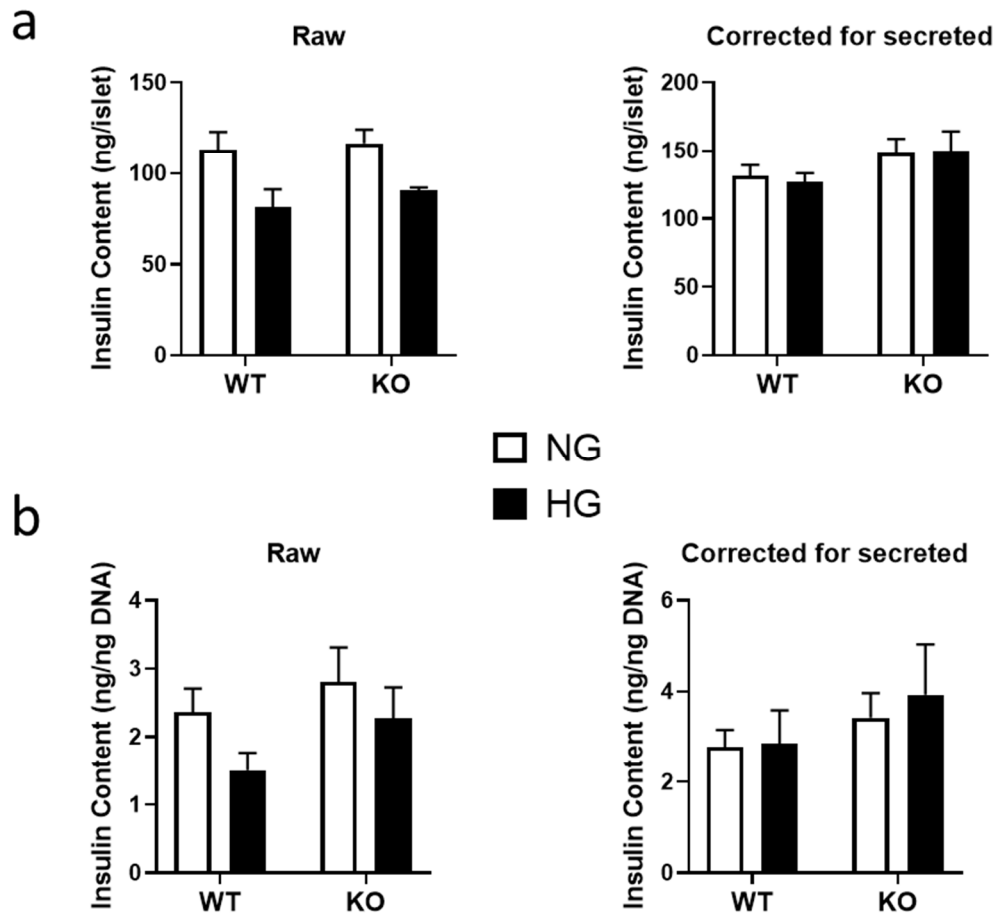 a
Raw
Insulin Content (ng/islet)
150
100
50
0
WT KO
Corrected for secreted
Insulin Content (ng/islet)
200
150
100
50
0
WT KO
NG
HG
b
Raw
Insulin Content (ng/ng DNA)
4
3
2
1
0
WT KO
Corrected for secreted
Insulin Content (ng/ng DNA)
6
4
2
0
WT KO